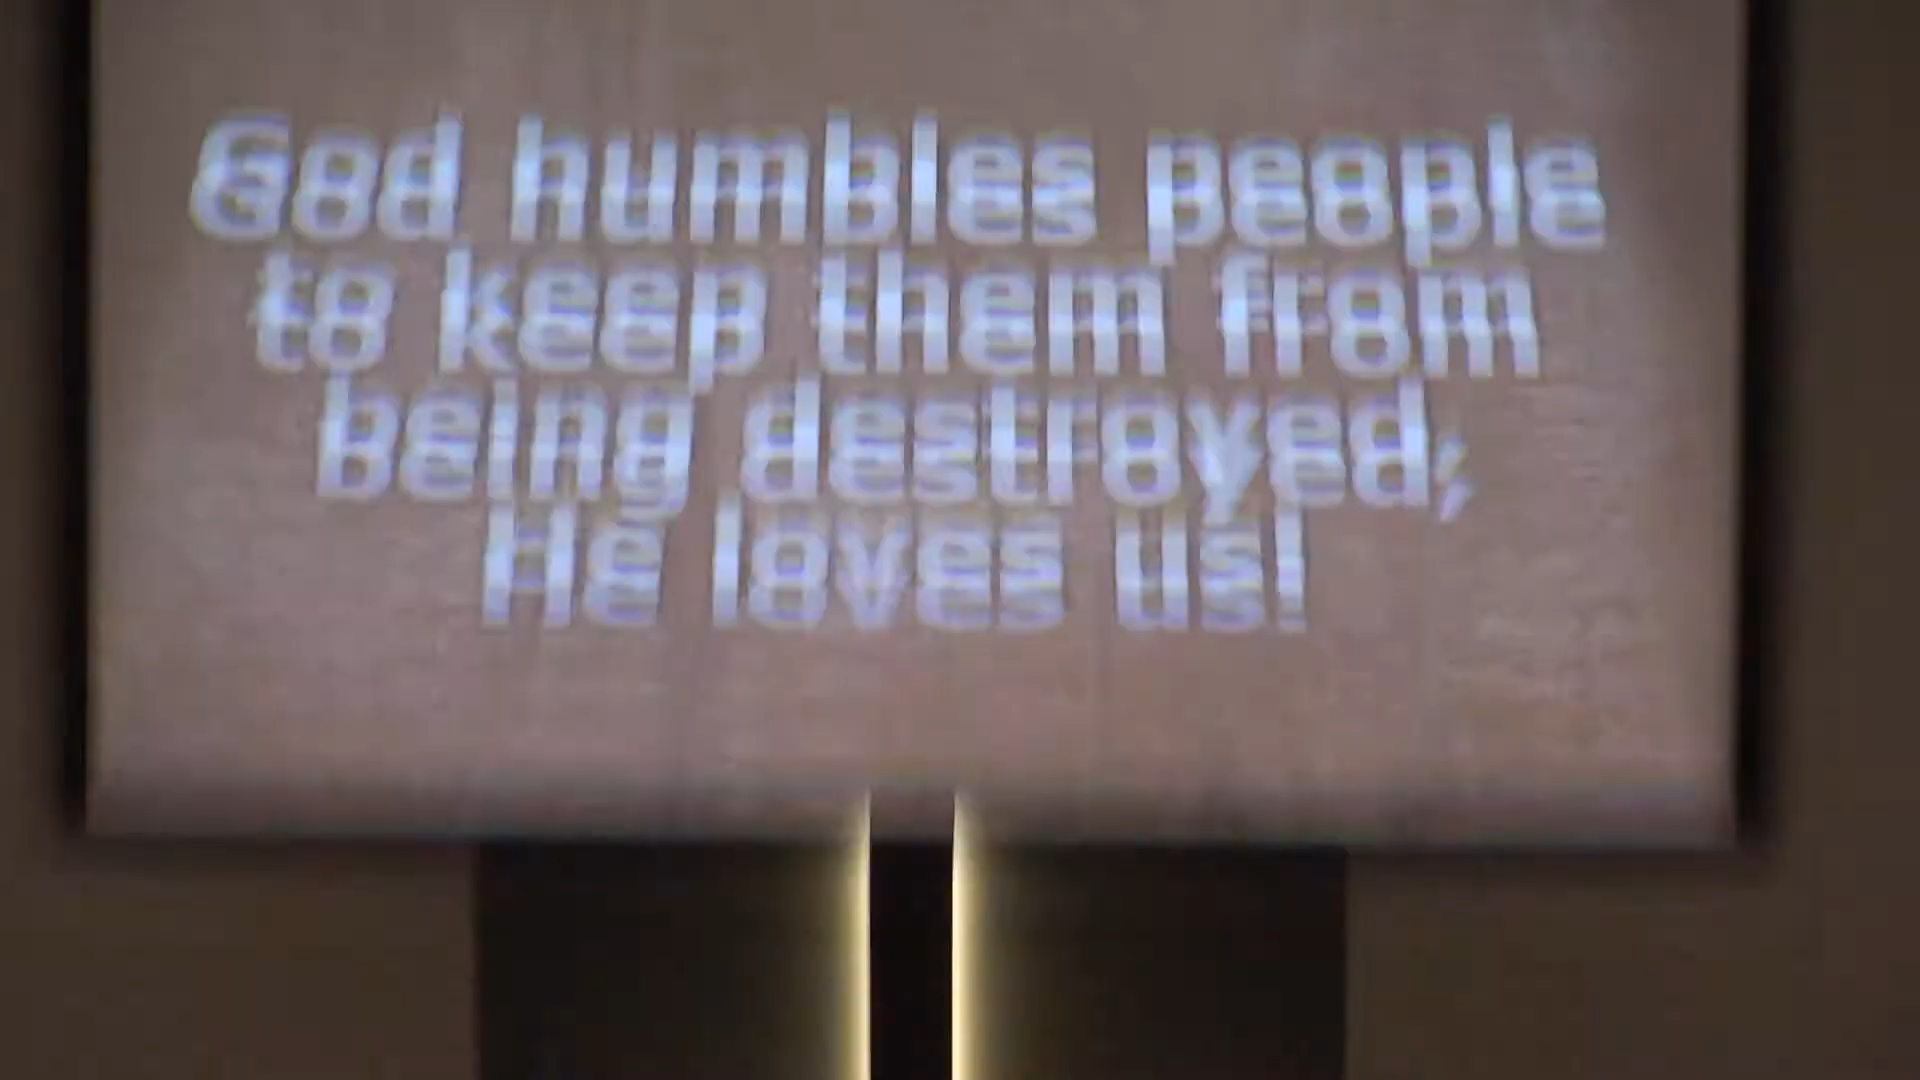 God humbles people
to keep them from
being destroyed,
He loves us!